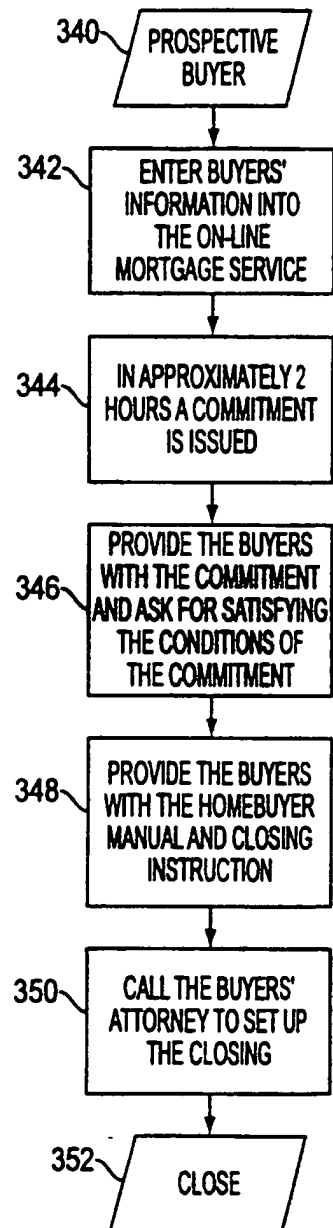 340
PROSPECTIVE
BUYER
342
ENTER BUYERS'
INFORMATION INTO
THE ON-LINE
MORTGAGE SERVICE
344
IN APPROXIMATELY 2
HOURS A COMMITMENT
IS ISSUED
346
PROVIDE THE BUYERS
WITH THE COMMITMENT
AND ASK FOR SATISFYING
THE CONDITIONS OF
THE COMMITMENT
348
PROVIDE THE BUYERS
WITH THE HOMEBUYER
MANUAL AND CLOSING
INSTRUCTION
350
CALL THE BUYERS'
ATTORNEY TO SET UP
THE CLOSING
352
CLOSE